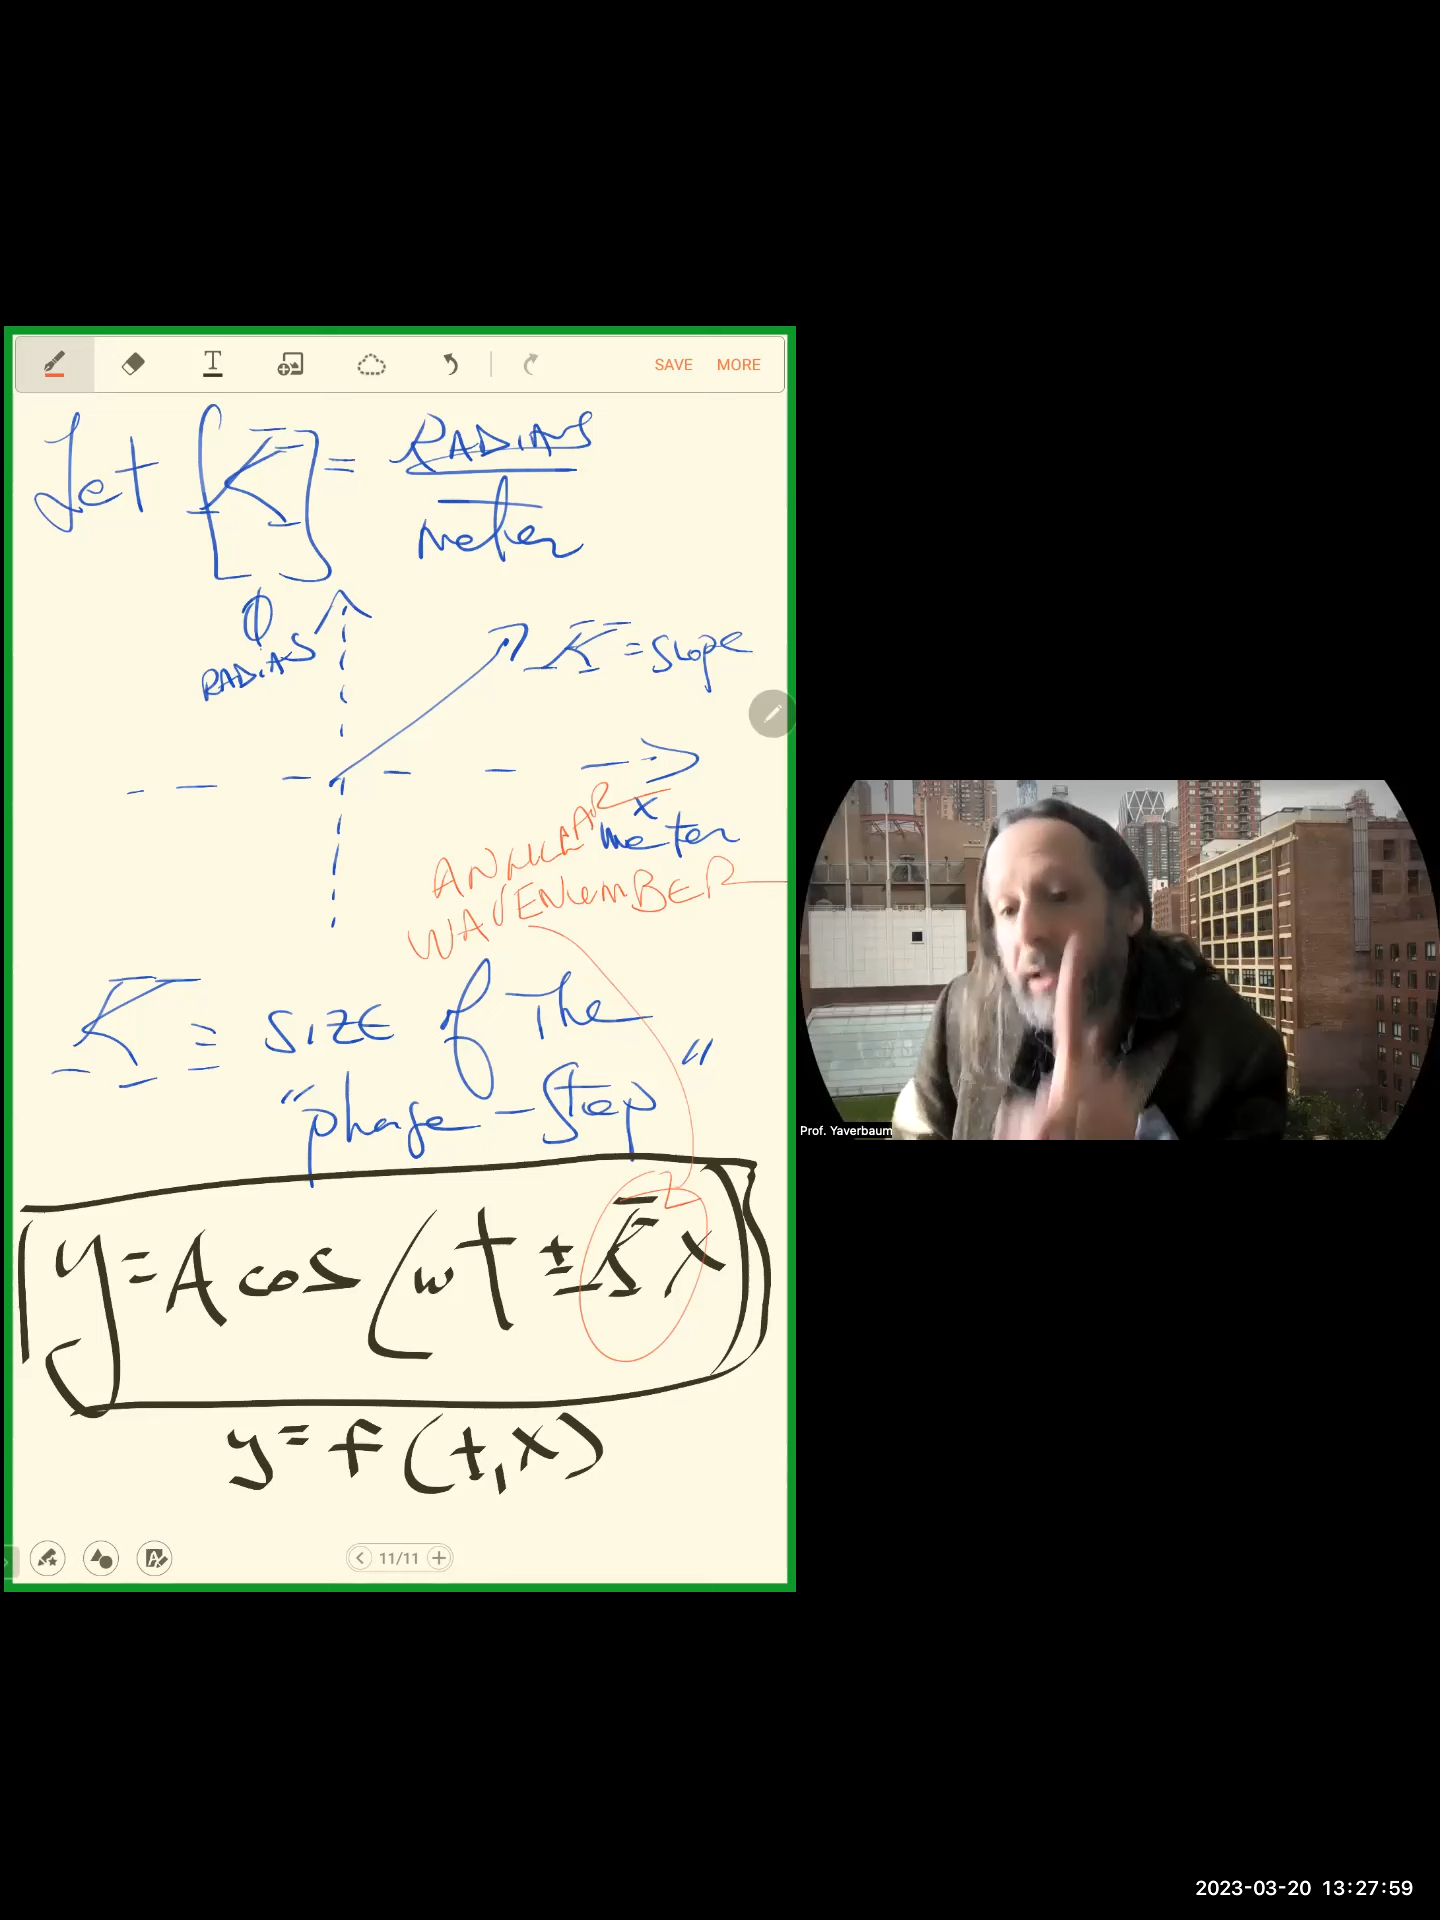 SAVE MORE
Let [K] = RADIANS
meter
ϕ
RADIANS
K = slope
x
meter
ANGULAR
WAVENUMBER
K ≡ SIZE of The
"phase-Step"
y = A cos (wt ± Kx)
y = f(t,x)
11/11
Prof. Yaverbaum
2023-03-20 13:27:59